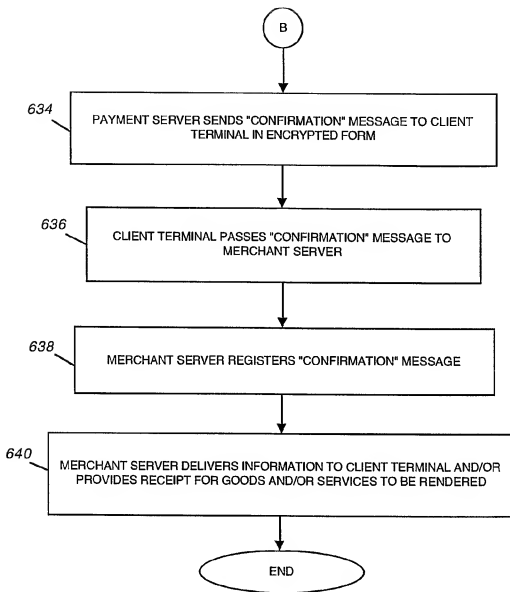 B
634
PAYMENT SERVER SENDS "CONFIRMATION" MESSAGE TO CLIENT
TERMINAL IN ENCRYPTED FORM
636
CLIENT TERMINAL PASSES "CONFIRMATION" MESSAGE TO
MERCHANT SERVER
638
MERCHANT SERVER REGISTERS "CONFIRMATION" MESSAGE
640
MERCHANT SERVER DELIVERS INFORMATION TO CLIENT TERMINAL AND/OR
PROVIDES RECEIPT FOR GOODS AND/OR SERVICES TO BE RENDERED
END